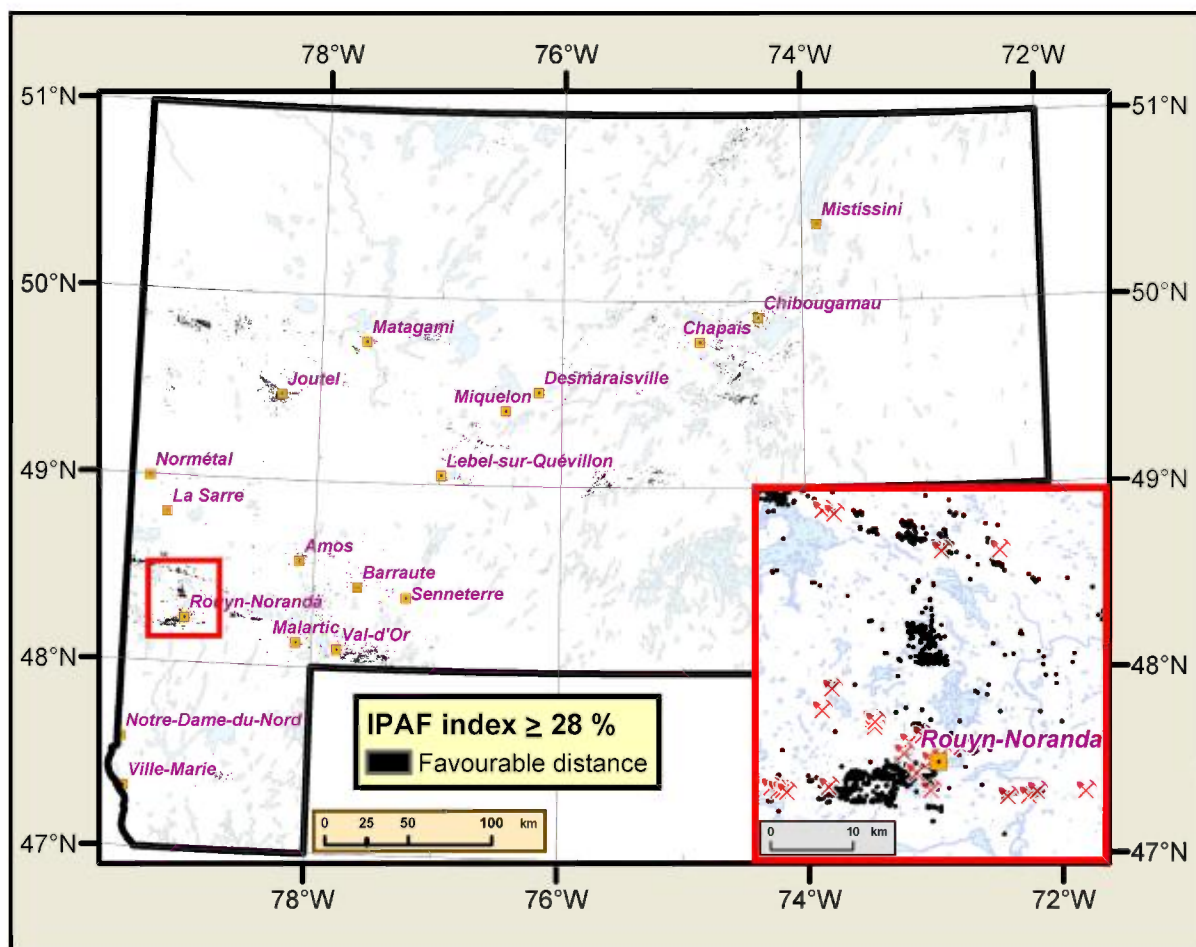 78°W 76°W 74°W 72°W
51°N 51°N
Mistissini
50°N 50°N
Chibougamau
Matagami
Chapais
Joutel
Desmaraisville
Miquelon
Normétal
Lebel-sur-Quévillon
49°N 49°N
La Sarre
Amos
Barraute
Senneterre
Rouyn-Noranda
Malartic
Val-d'Or
48°N 48°N
Notre-Dame-du-Nord
IPAF index ≥ 28 %
Rouyn-Noranda
Favourable distance
Ville-Marie
0 25 50 100 km
0 10 km
47°N 47°N
78°W 76°W 74°W 72°W